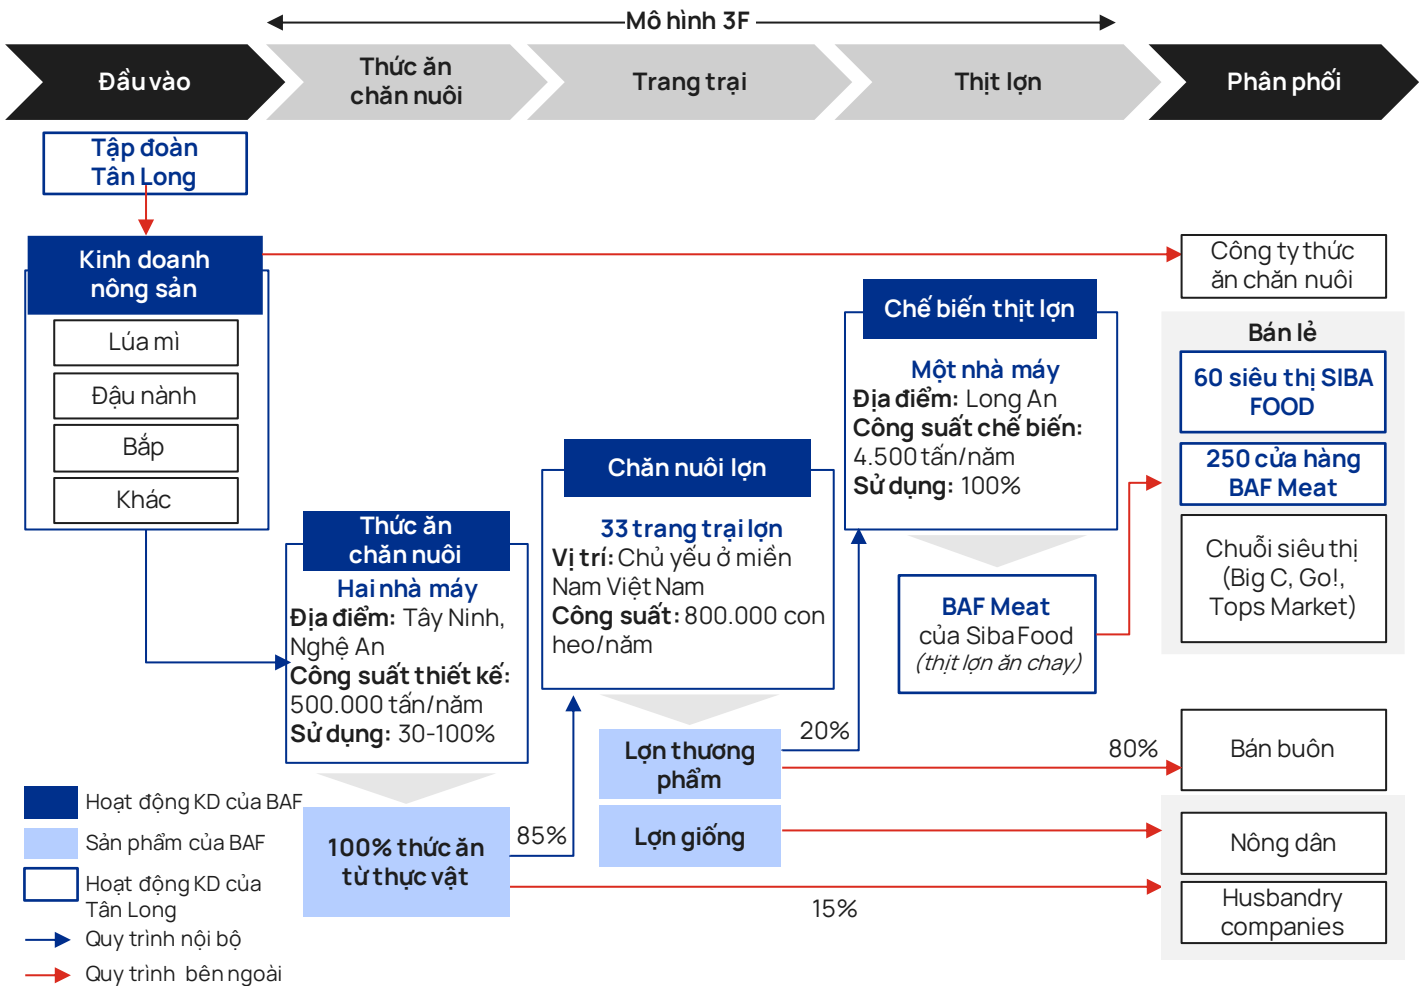 Mô hình 3F
Đầu vào
Thức ăn
chăn nuôi
Trang trại
Thịt lợn
Phân phối
Tập đoàn
Tân Long
Kinh doanh
nông sản
Lúa mì
Đậu nành
Bắp
Khác
Thức ăn
chăn nuôi
Hai nhà máy
Địa điểm: Tây Ninh,
Nghệ An
Công suất thiết kế:
500.000 tấn/năm
Sử dụng: 30-100%
100% thức ăn
từ thực vật
85%
15%
Chăn nuôi lợn
33 trang trại lợn
Vị trí: Chủ yếu ở miền
Nam Việt Nam
Công suất: 800.000 con
heo/năm
Lợn thương
phẩm
Lợn giống
20%
80%
Chế biến thịt lợn
Một nhà máy
Địa điểm: Long An
Công suất chế biến:
4.500 tấn/năm
Sử dụng: 100%
BAF Meat
của Siba Food
(thịt lợn ăn chay)
Công ty thức
ăn chăn nuôi
Bán lẻ
60 siêu thị SIBA
FOOD
250 cửa hàng
BAF Meat
Chuỗi siêu thị
(Big C, Go!,
Tops Market)
Bán buôn
Nông dân
Husbandry
companies
Hoạt động KD của BAF
Sản phẩm của BAF
Hoạt động KD của
Tân Long
Quy trình nội bộ
Quy trình bên ngoài